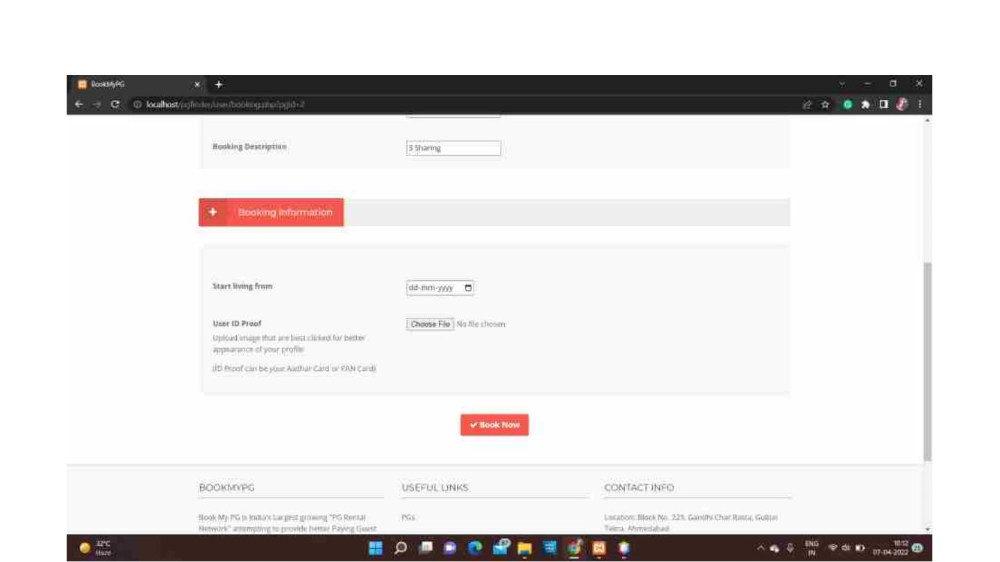 BookMyPG
localhost/pgfinder/user/booking.php?pgid=2
Booking Description
3 Sharing
Booking Information
Start living from
dd-mm-yyyy
User ID Proof
Choose File No file chosen
Upload image that are best clicked for better
appearance of your profile
(ID Proof can be your Aadhar Card or PAN Card)
Book Now
BOOKMYPG
USEFUL LINKS
CONTACT INFO
Book My PG is India's Largest growing "PG Rental
Network" attempting to provide better Paying Guest
PGs
Location: Block No. 229, Gandhi Char Rasta, Gulbai
Tekra, Ahmedabad
32°C
Haze
ENG
IN
10:12
07-04-2022